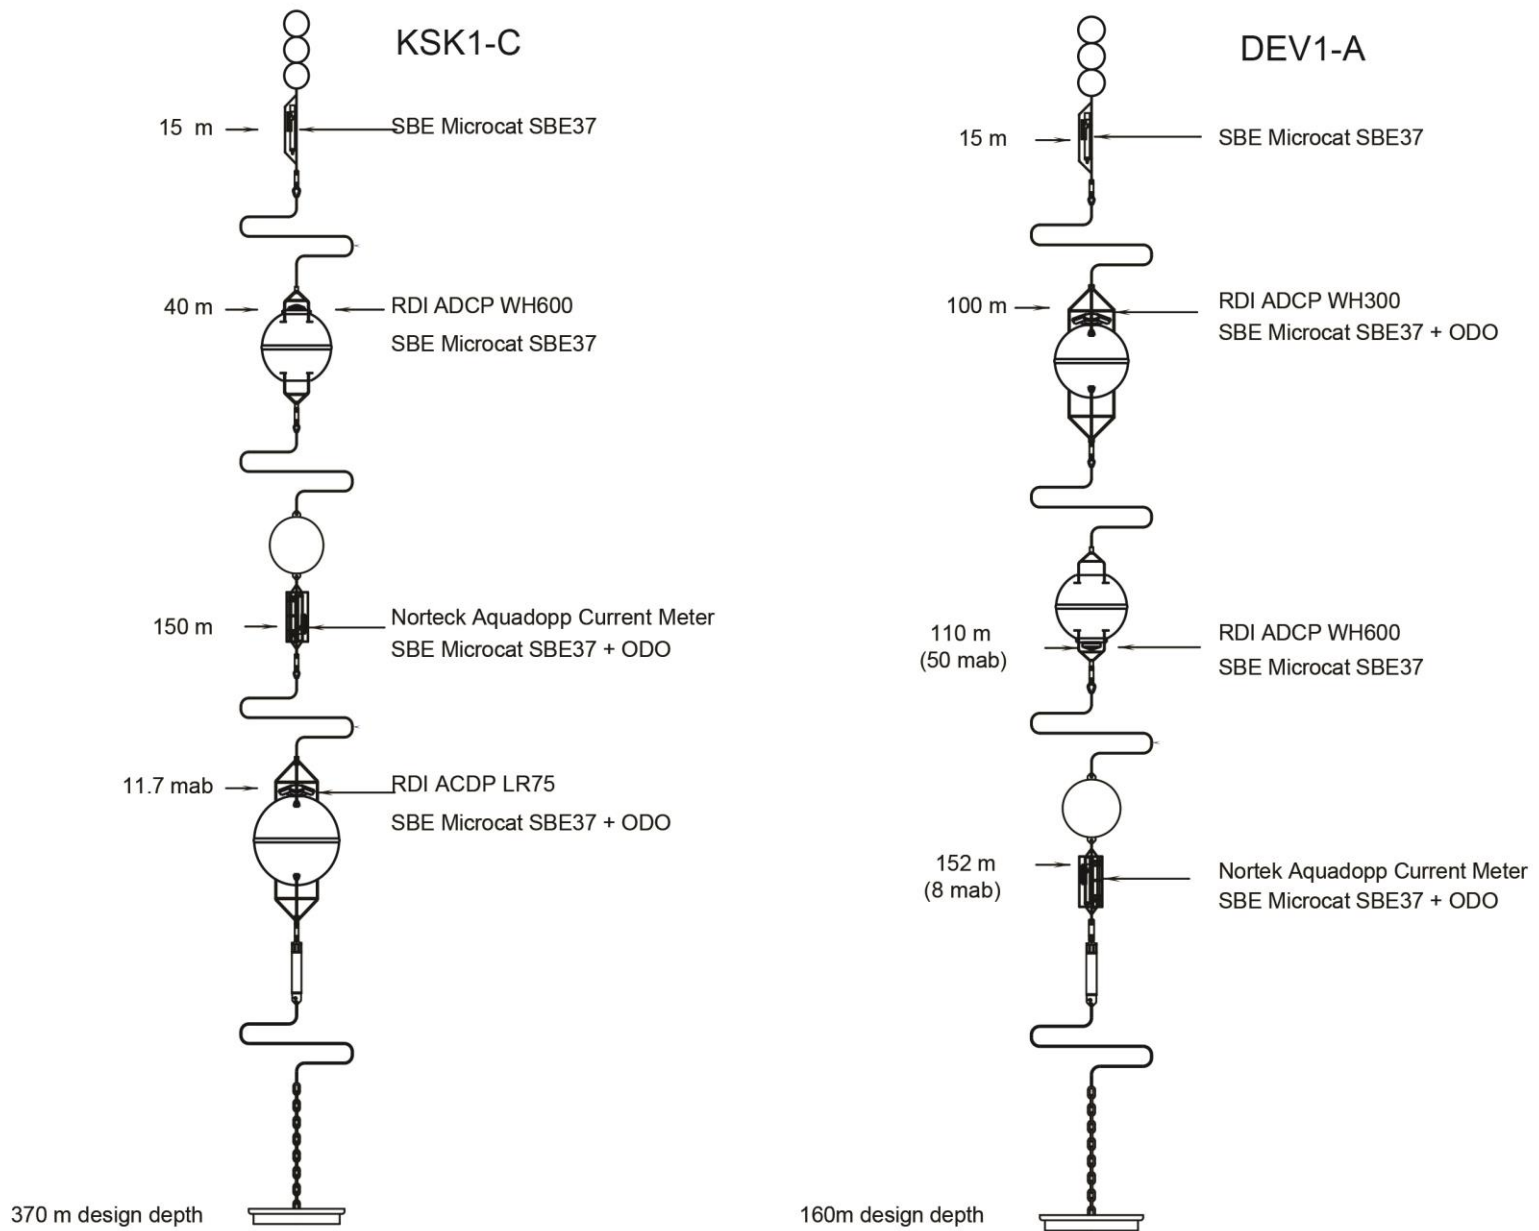 KSK1-C
15 m
SBE Microcat SBE37
40 m
RDI ADCP WH600
SBE Microcat SBE37
150 m
Norteck Aquadopp Current Meter
SBE Microcat SBE37 + ODO
11.7 mab
RDI ACDP LR75
SBE Microcat SBE37 + ODO
370 m design depth
DEV1-A
15 m
SBE Microcat SBE37
100 m
RDI ADCP WH300
SBE Microcat SBE37 + ODO
110 m
(50 mab)
RDI ADCP WH600
SBE Microcat SBE37
152 m
(8 mab)
Nortek Aquadopp Current Meter
SBE Microcat SBE37 + ODO
160m design depth